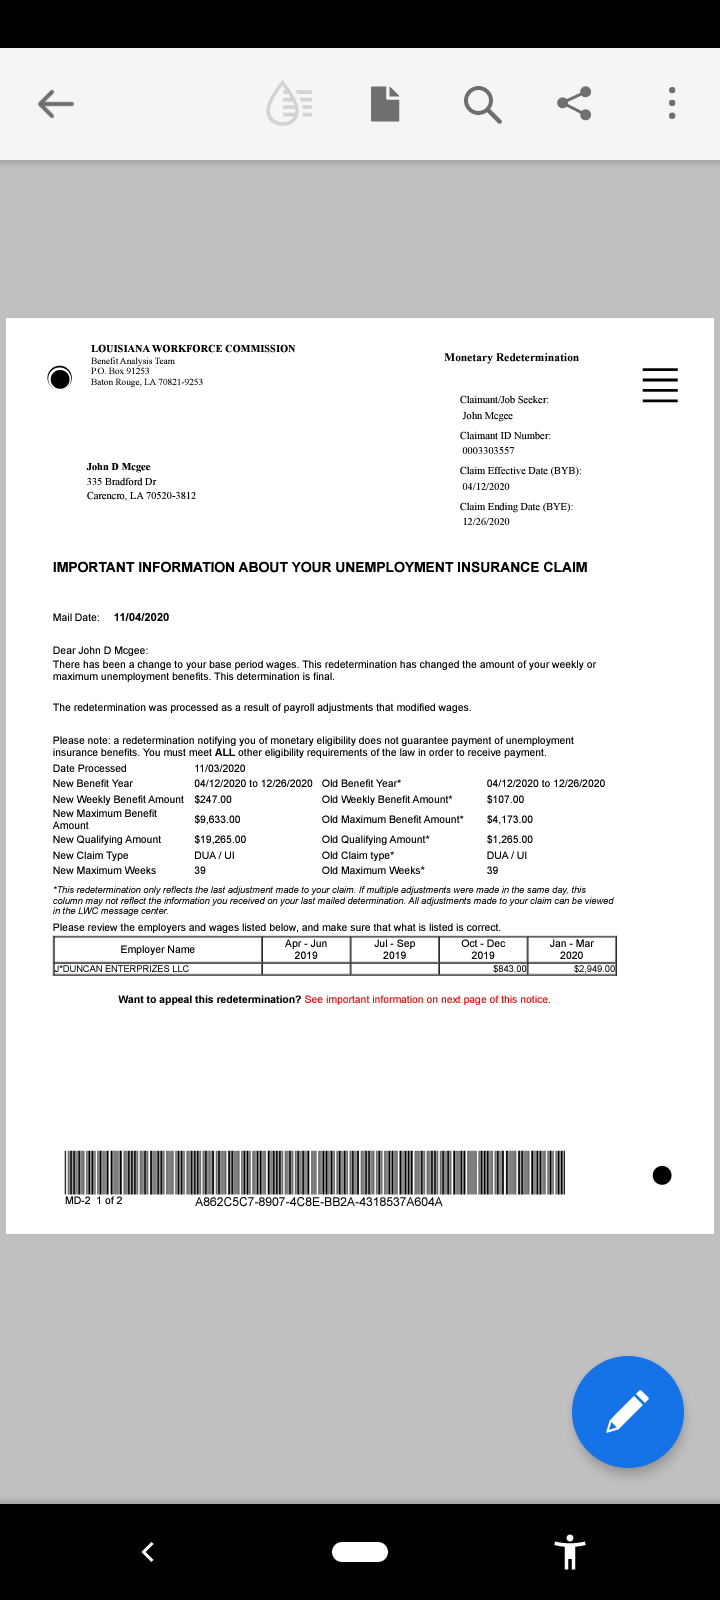 LOUISIANA WORKFORCE COMMISSION
Benefit Analysis Team
P.O. Box 91253
Baton Rouge, LA 70821-9253
Monetary Redetermination
Claimant/Job Seeker:
John Mcgee
Claimant ID Number:
0003303557
Claim Effective Date (BYB):
04/12/2020
Claim Ending Date (BYE):
12/26/2020
John D Mcgee
335 Bradford Dr
Carencro, LA 70520-3812
IMPORTANT INFORMATION ABOUT YOUR UNEMPLOYMENT INSURANCE CLAIM
Mail Date: 11/04/2020
Dear John D Mcgee:
There has been a change to your base period wages. This redetermination has changed the amount of your weekly or
maximum unemployment benefits. This determination is final.
The redetermination was processed as a result of payroll adjustments that modified wages.
Please note: a redetermination notifying you of monetary eligibility does not guarantee payment of unemployment
insurance benefits. You must meet ALL other eligibility requirements of the law in order to receive payment.
Date Processed 11/03/2020
New Benefit Year 04/12/2020 to 12/26/2020 Old Benefit Year* 04/12/2020 to 12/26/2020
New Weekly Benefit Amount $247.00 Old Weekly Benefit Amount* $107.00
New Maximum Benefit
Amount $9,633.00 Old Maximum Benefit Amount* $4,173.00
New Qualifying Amount $19,265.00 Old Qualifying Amount* $1,265.00
New Claim Type DUA / UI Old Claim type* DUA / UI
New Maximum Weeks 39 Old Maximum Weeks* 39
*This redetermination only reflects the last adjustment made to your claim. If multiple adjustments were made in the same day, this
column may not reflect the information you received on your last mailed determination. All adjustments made to your claim can be viewed
in the LWC message center.
Please review the employers and wages listed below, and make sure that what is listed is correct.
Employer Name Apr - Jun 2019 Jul - Sep 2019 Oct - Dec 2019 Jan - Mar 2020
J*DUNCAN ENTERPRIZES LLC $843.00 $2,949.00
Want to appeal this redetermination? See important information on next page of this notice.
MD-2 1 of 2 A862C5C7-8907-4C8E-BB2A-4318537A604A